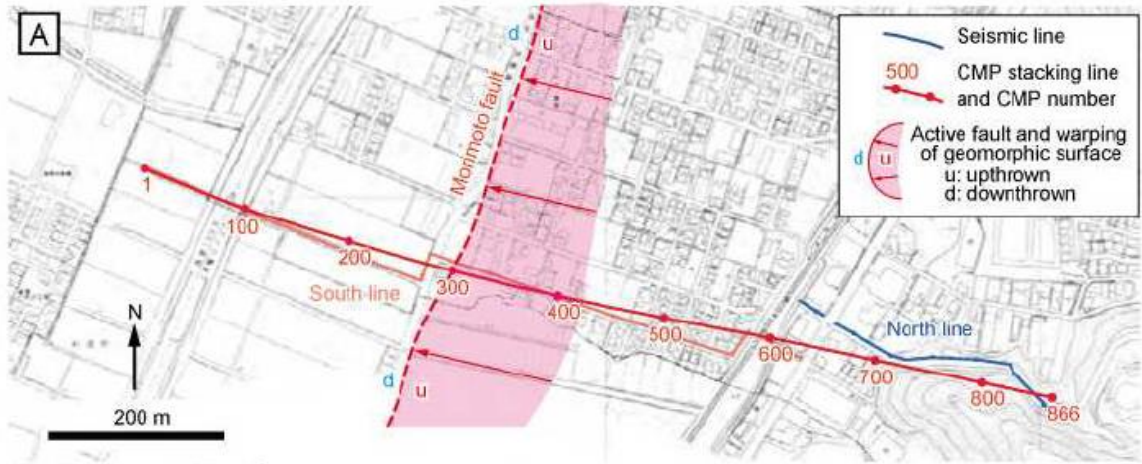 A
d
u
Morimoto fault
Seismic line
500
CMP stacking line
and CMP number
d
u
Active fault and warping
of geomorphic surface
u: upthrown
d: downthrown
1
100
200
300
400
500
600
700
800
866
South line
North line
N
d
u
200 m